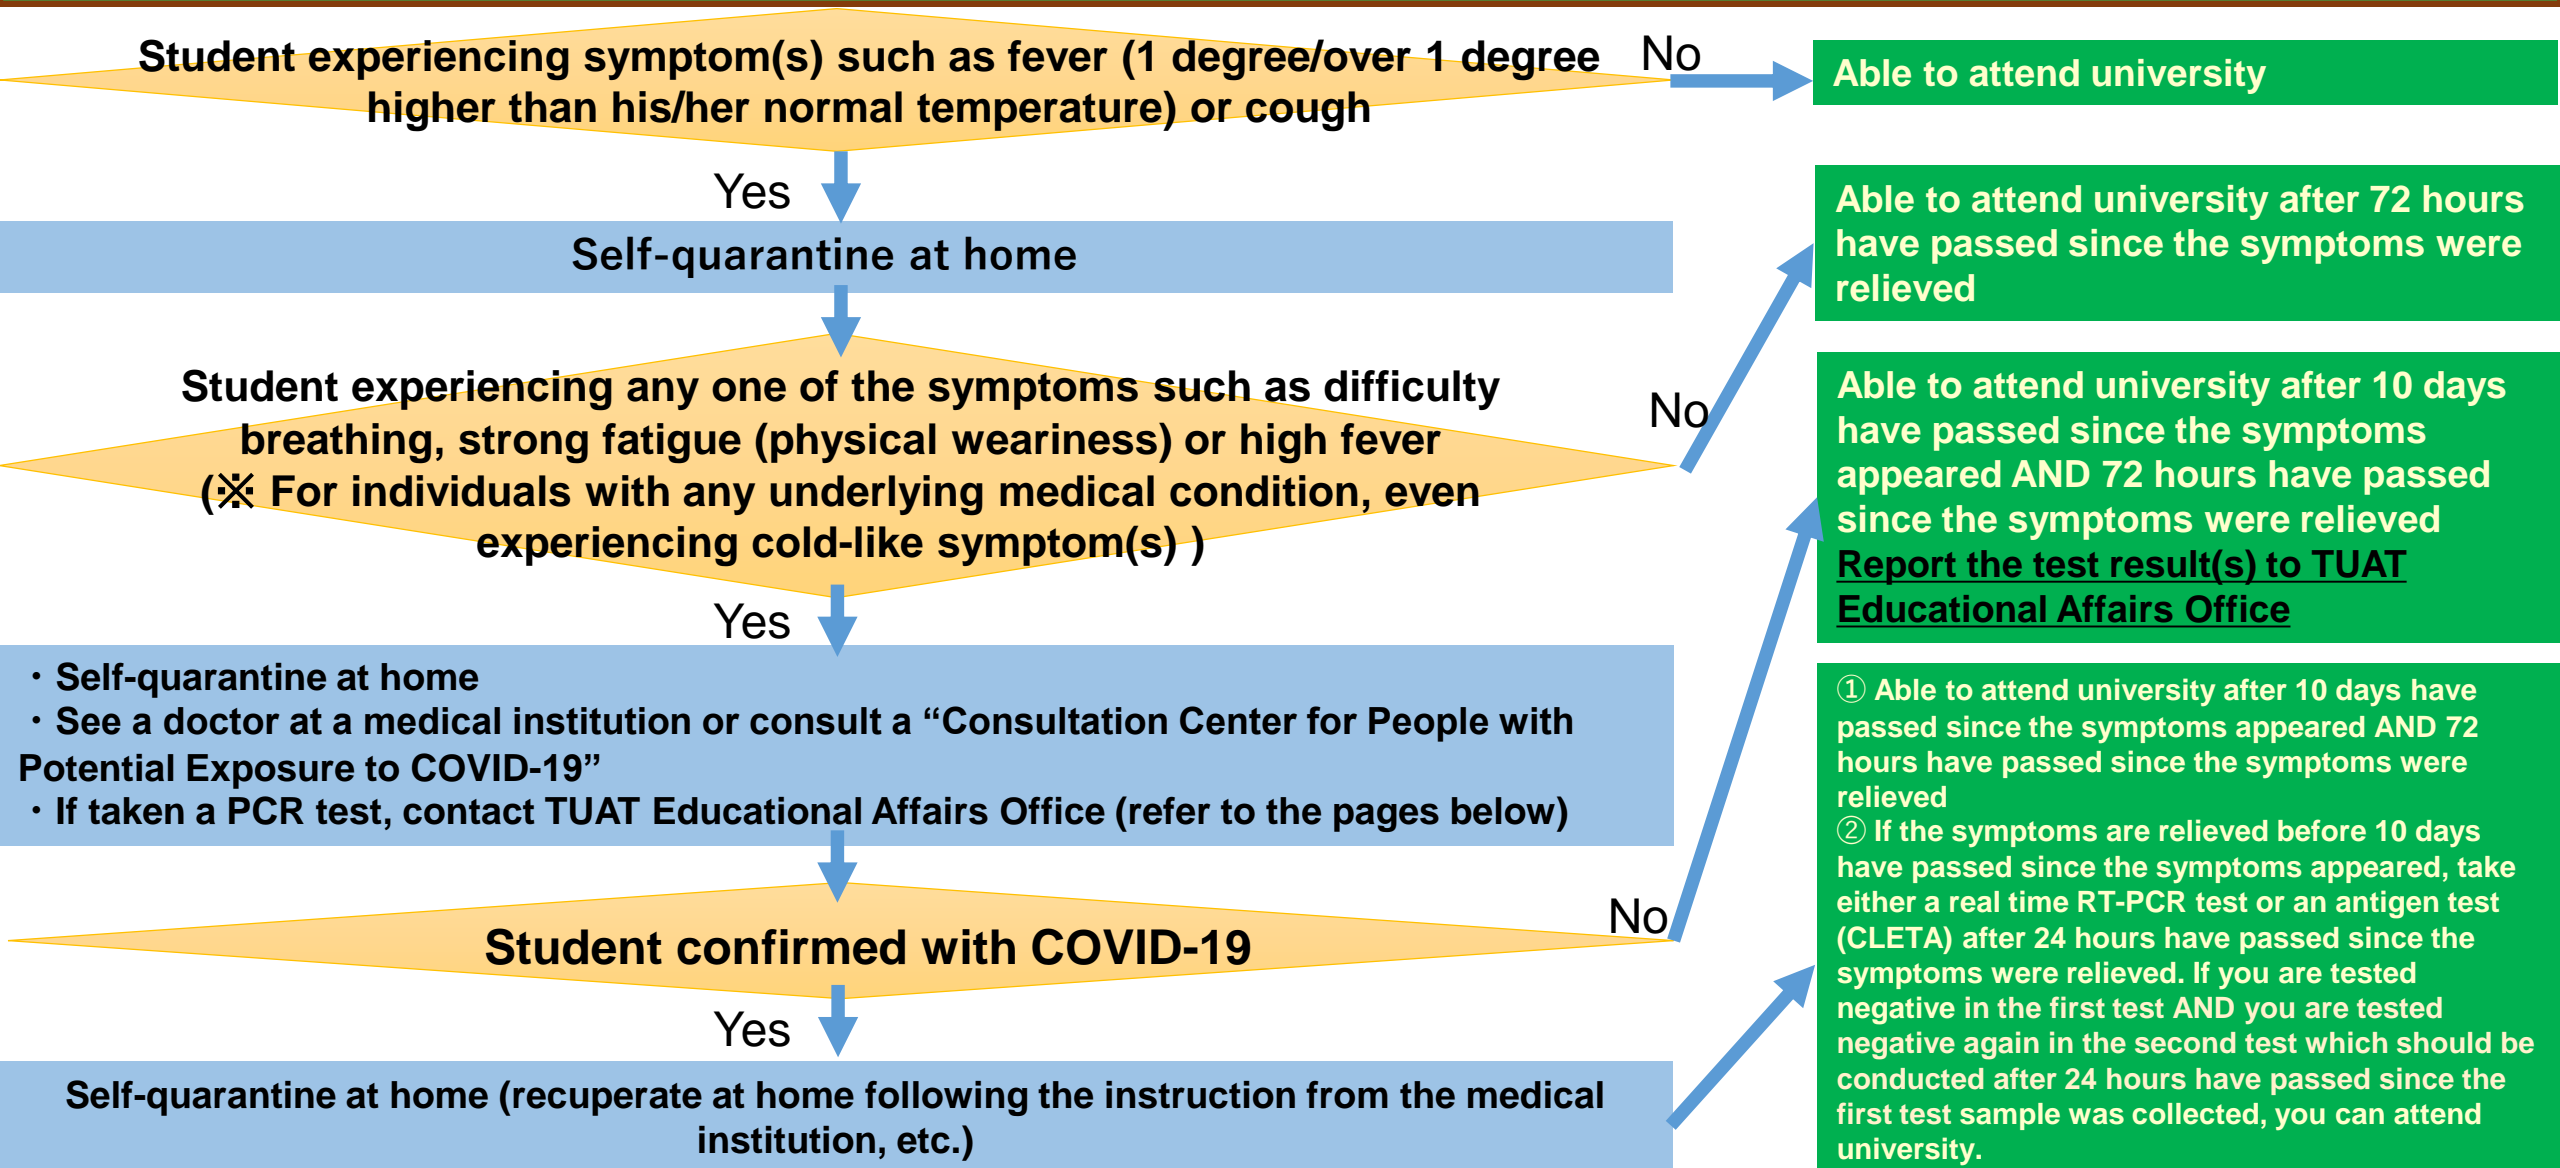 Student experiencing symptom(s) such as fever (1 degree/over 1 degree
higher than his/her normal temperature) or cough
No
Able to attend university
Yes
Self-quarantine at home
Able to attend university after 72 hours
have passed since the symptoms were
relieved
Student experiencing any one of the symptoms such as difficulty
breathing, strong fatigue (physical weariness) or high fever
(※ For individuals with any underlying medical condition, even
experiencing cold-like symptom(s) )
No
Able to attend university after 10 days
have passed since the symptoms
appeared AND 72 hours have passed
since the symptoms were relieved
Report the test result(s) to TUAT
Educational Affairs Office
Yes
・Self-quarantine at home
・See a doctor at a medical institution or consult a “Consultation Center for People with
Potential Exposure to COVID-19”
・If taken a PCR test, contact TUAT Educational Affairs Office (refer to the pages below)
Student confirmed with COVID-19
No
Yes
Self-quarantine at home (recuperate at home following the instruction from the medical
institution, etc.)
① Able to attend university after 10 days have
passed since the symptoms appeared AND 72
hours have passed since the symptoms were
relieved
② If the symptoms are relieved before 10 days
have passed since the symptoms appeared, take
either a real time RT-PCR test or an antigen test
(CLETA) after 24 hours have passed since the
symptoms were relieved. If you are tested
negative in the first test AND you are tested
negative again in the second test which should be
conducted after 24 hours have passed since the
first test sample was collected, you can attend
university.